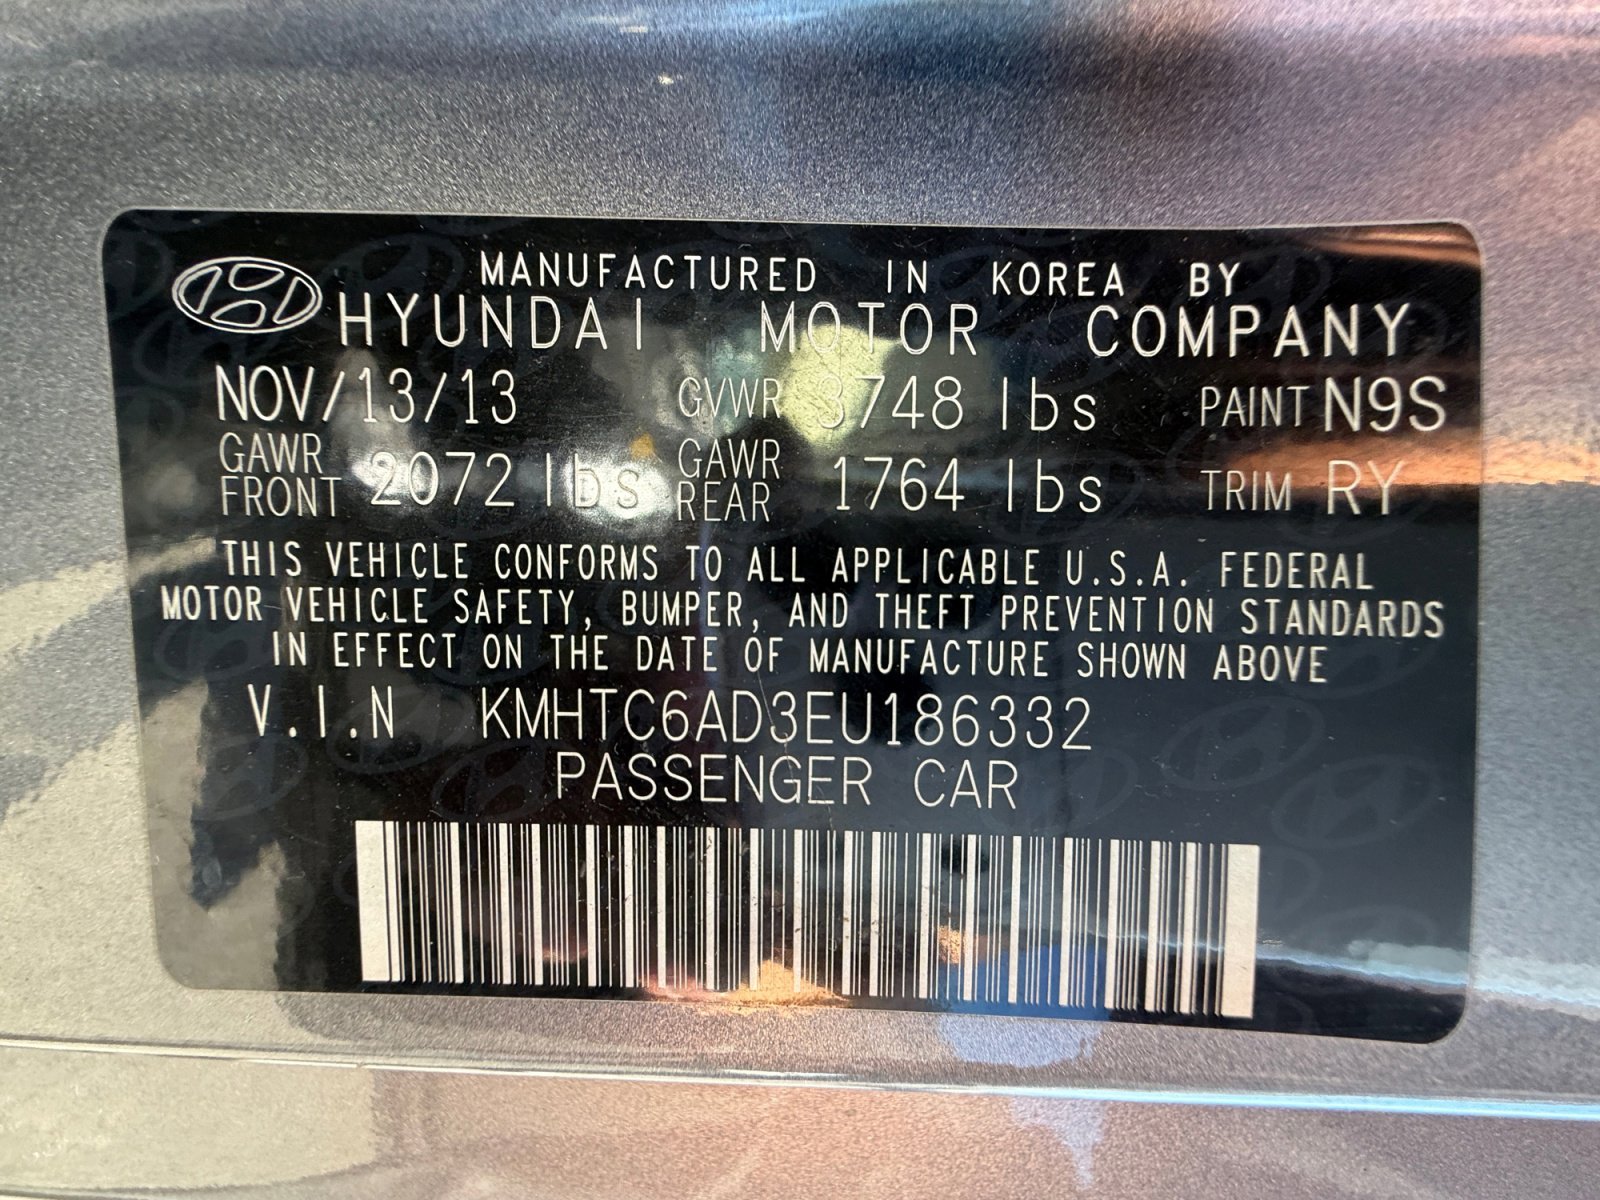 MANUFACTURED IN KOREA BY
HYUNDAI MOTOR COMPANY
NOV/13/13 GVWR 3748 lbs PAINT N9S
GAWR FRONT 2072 lbs GAWR REAR 1764 lbs TRIM RY
THIS VEHICLE CONFORMS TO ALL APPLICABLE U.S.A. FEDERAL
MOTOR VEHICLE SAFETY, BUMPER, AND THEFT PREVENTION STANDARDS
IN EFFECT ON THE DATE OF MANUFACTURE SHOWN ABOVE
V.I.N KMHTC6AD3EU186332
PASSENGER CAR